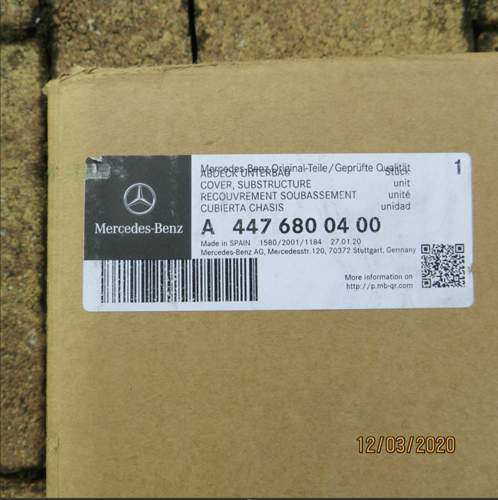 Mercedes-Benz Original-Teile/Geprüfte Qualität 1
ABDECK UNTERBAU Stück
COVER, SUBSTRUCTURE unit
RECOUVREMENT SOUBASSEMENT unité
CUBIERTA CHASIS unidad
Mercedes-Benz
A 447 680 04 00
Made in SPAIN 1580/2001/1184 27.01.20
Mercedes-Benz AG, Mercedesstr. 120, 70372 Stuttgart, Germany
More information on
http://p.mb-qr.com
12/03/2020